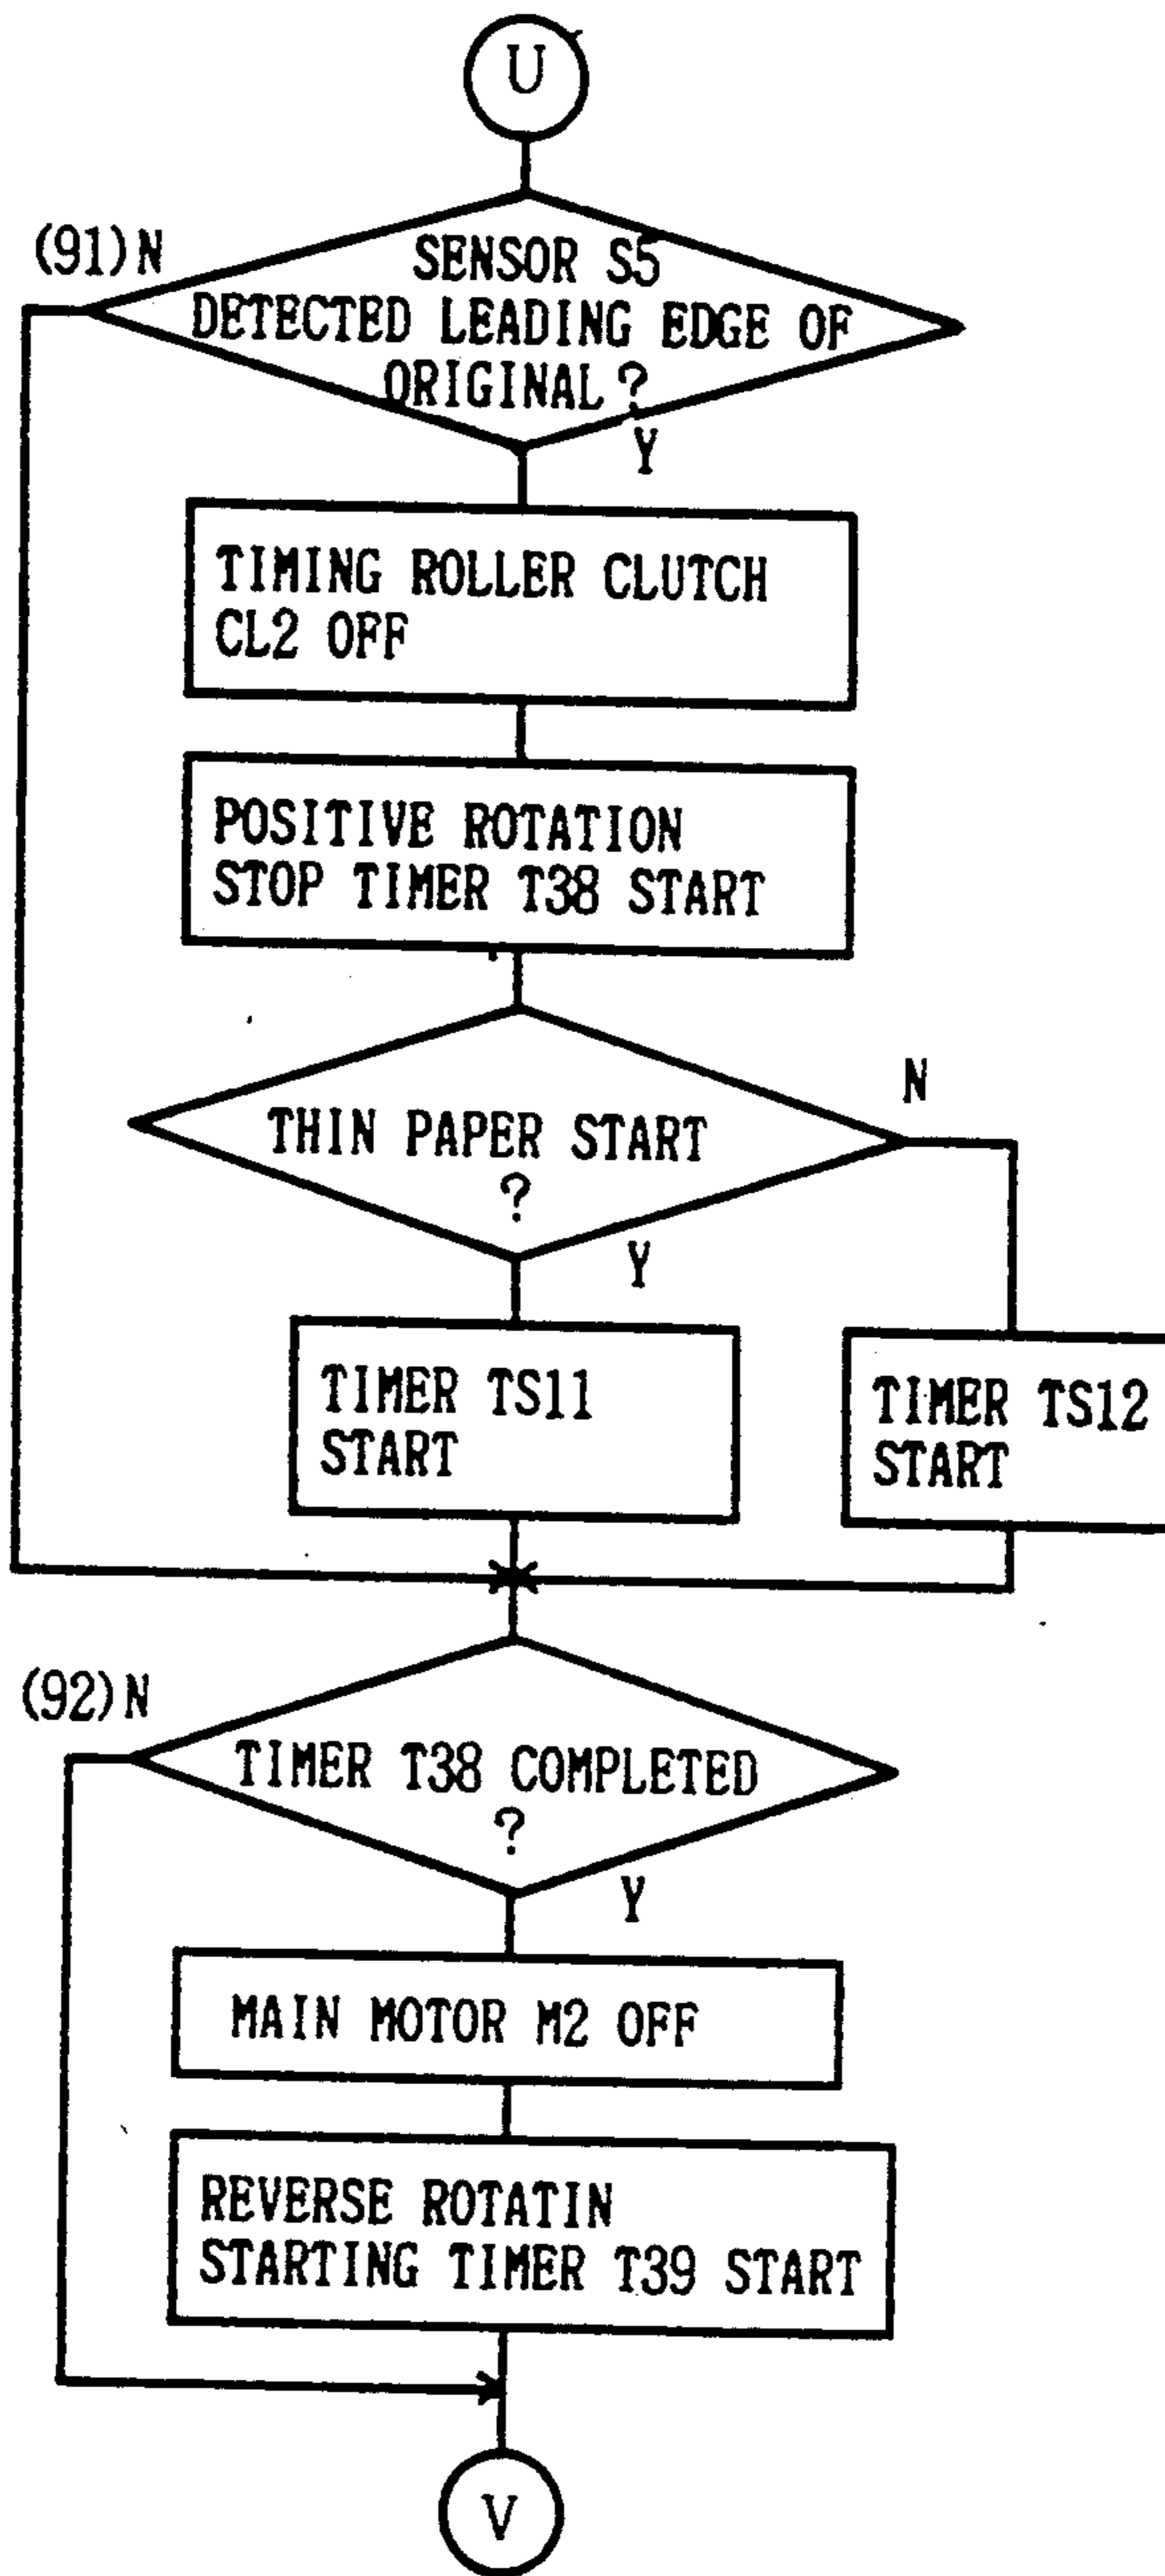 U
(91) N
SENSOR S5
DETECTED LEADING EDGE OF
ORIGINAL ?
Y
TIMING ROLLER CLUTCH
CL2 OFF
POSITIVE ROTATION
STOP TIMER T38 START
N
THIN PAPER START
?
Y
TIMER TS11
START
TIMER TS12
START
(92) N
TIMER T38 COMPLETED
?
Y
MAIN MOTOR M2 OFF
REVERSE ROTATIN
STARTING TIMER T39 START
V